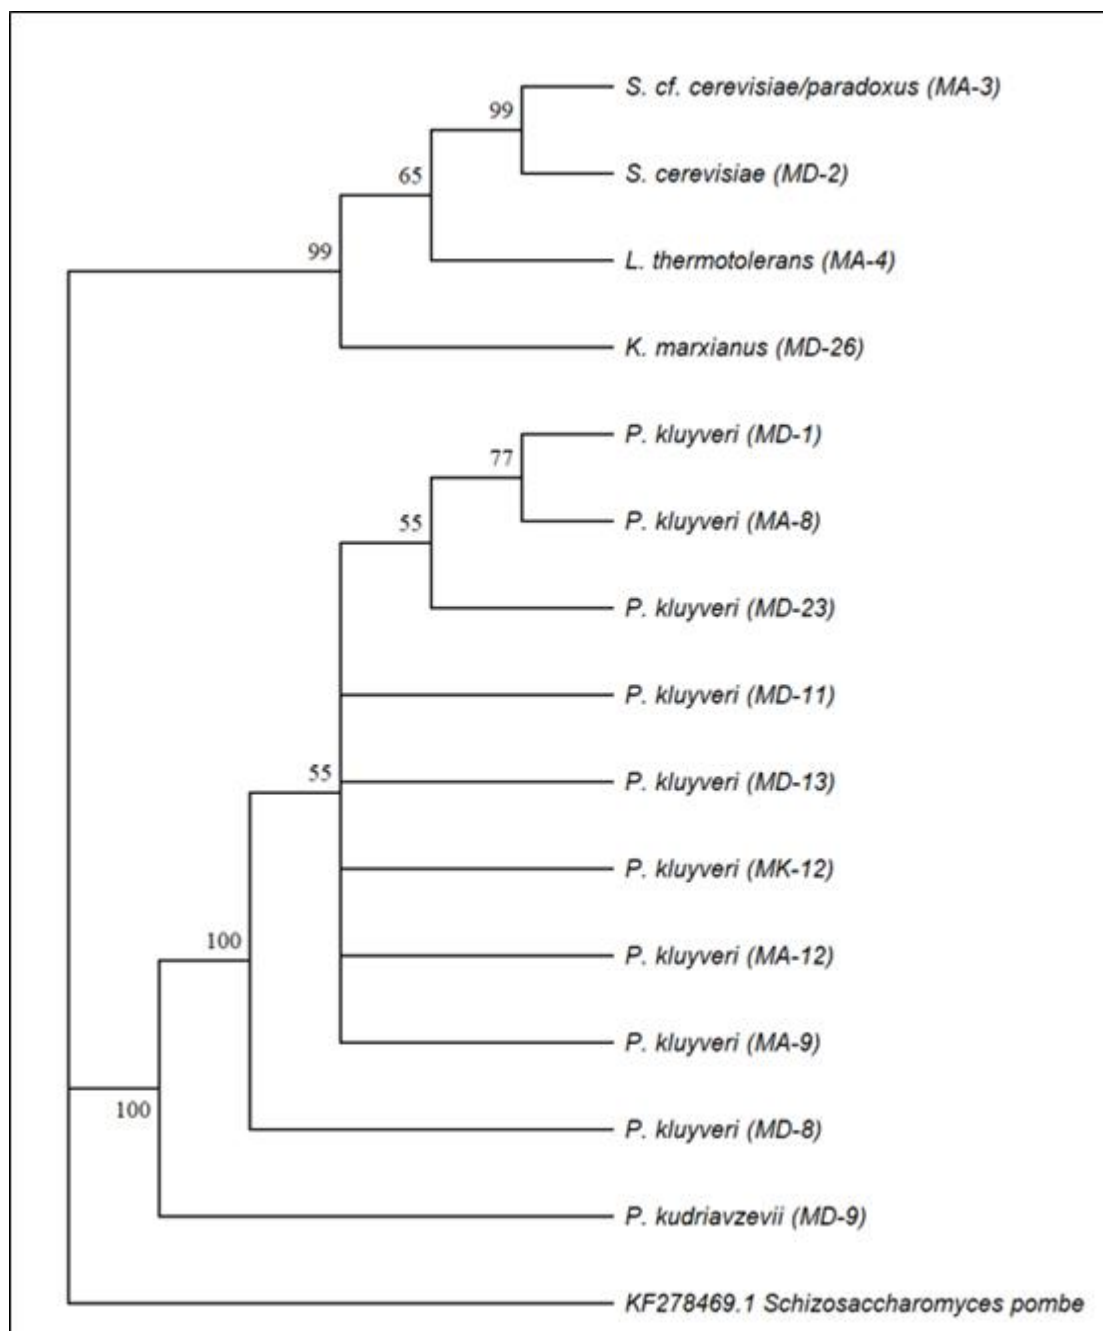 S. cf. cerevisiae/paradoxus (MA-3)
99
S. cerevisiae (MD-2)
65
L. thermotolerans (MA-4)
99
K. marxianus (MD-26)
P. kluyveri (MD-1)
77
P. kluyveri (MA-8)
55
P. kluyveri (MD-23)
P. kluyveri (MD-11)
55
P. kluyveri (MD-13)
P. kluyveri (MK-12)
100
P. kluyveri (MA-12)
P. kluyveri (MA-9)
100
P. kluyveri (MD-8)
P. kudriavzevii (MD-9)
KF278469.1 Schizosaccharomyces pombe